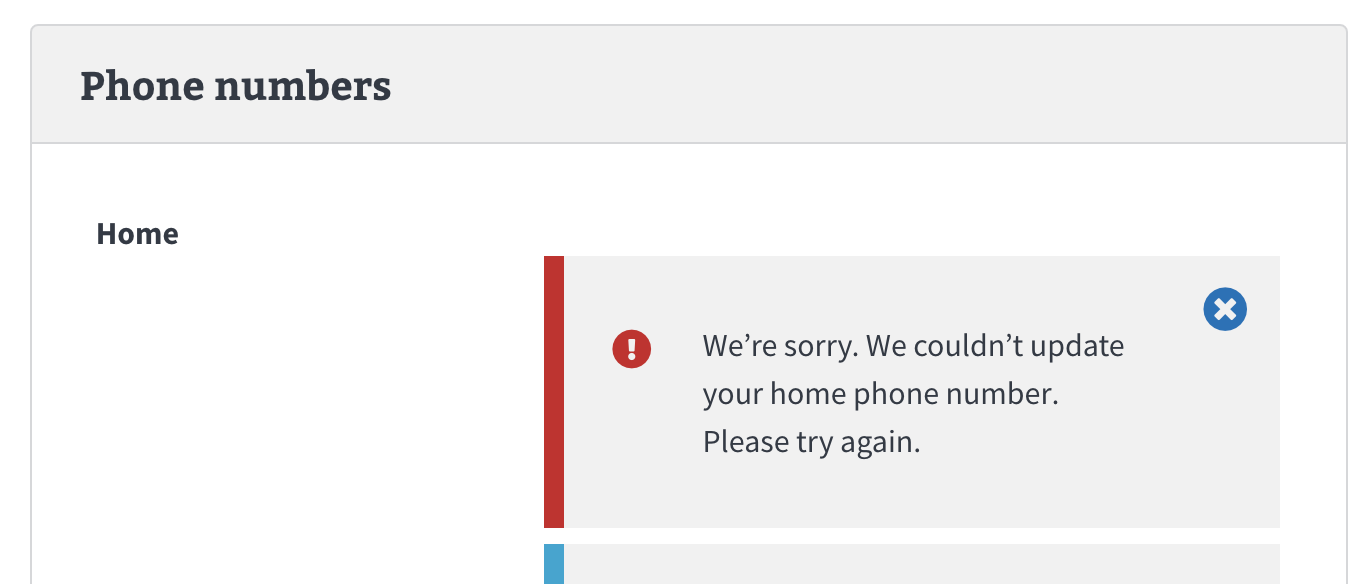 Phone numbers
Home
We’re sorry. We couldn’t update
your home phone number.
Please try again.